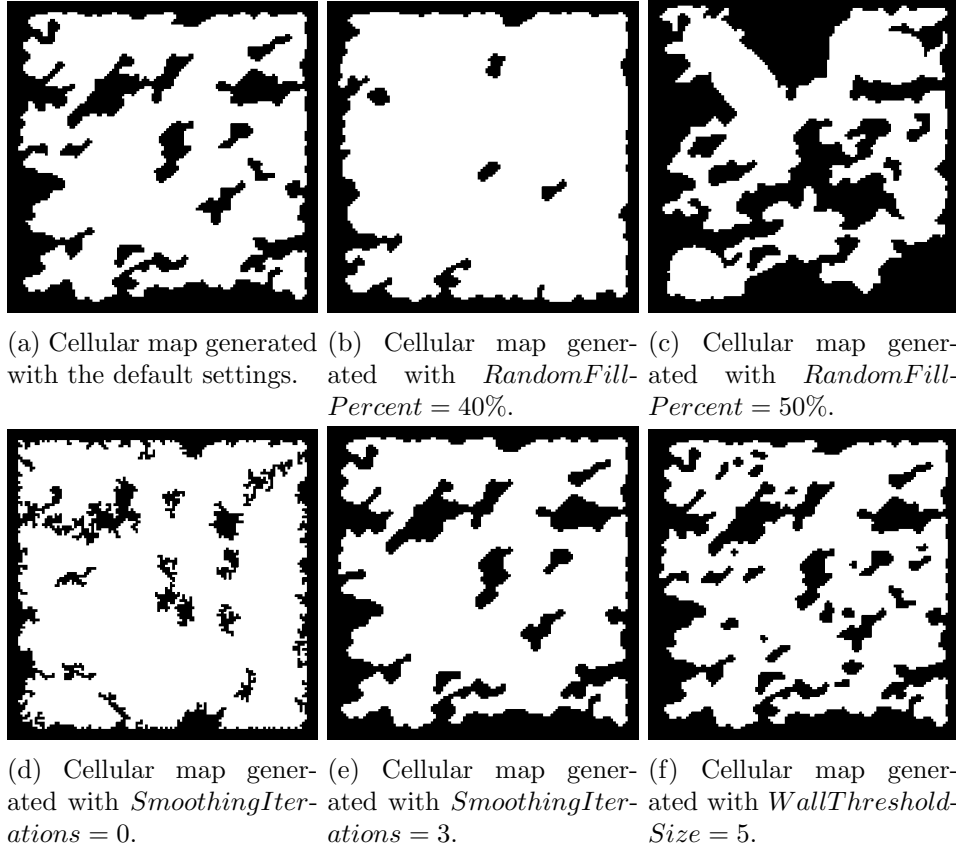 (a) Cellular map generated
with the default settings.
(b) Cellular map gener-
ated with RandomFill-
Percent = 40%.
(c) Cellular map gener-
ated with RandomFill-
Percent = 50%.
(d) Cellular map gener-
ated with SmoothingIter-
ations = 0.
(e) Cellular map gener-
ated with SmoothingIter-
ations = 3.
(f) Cellular map gener-
ated with WallThreshold-
Size = 5.